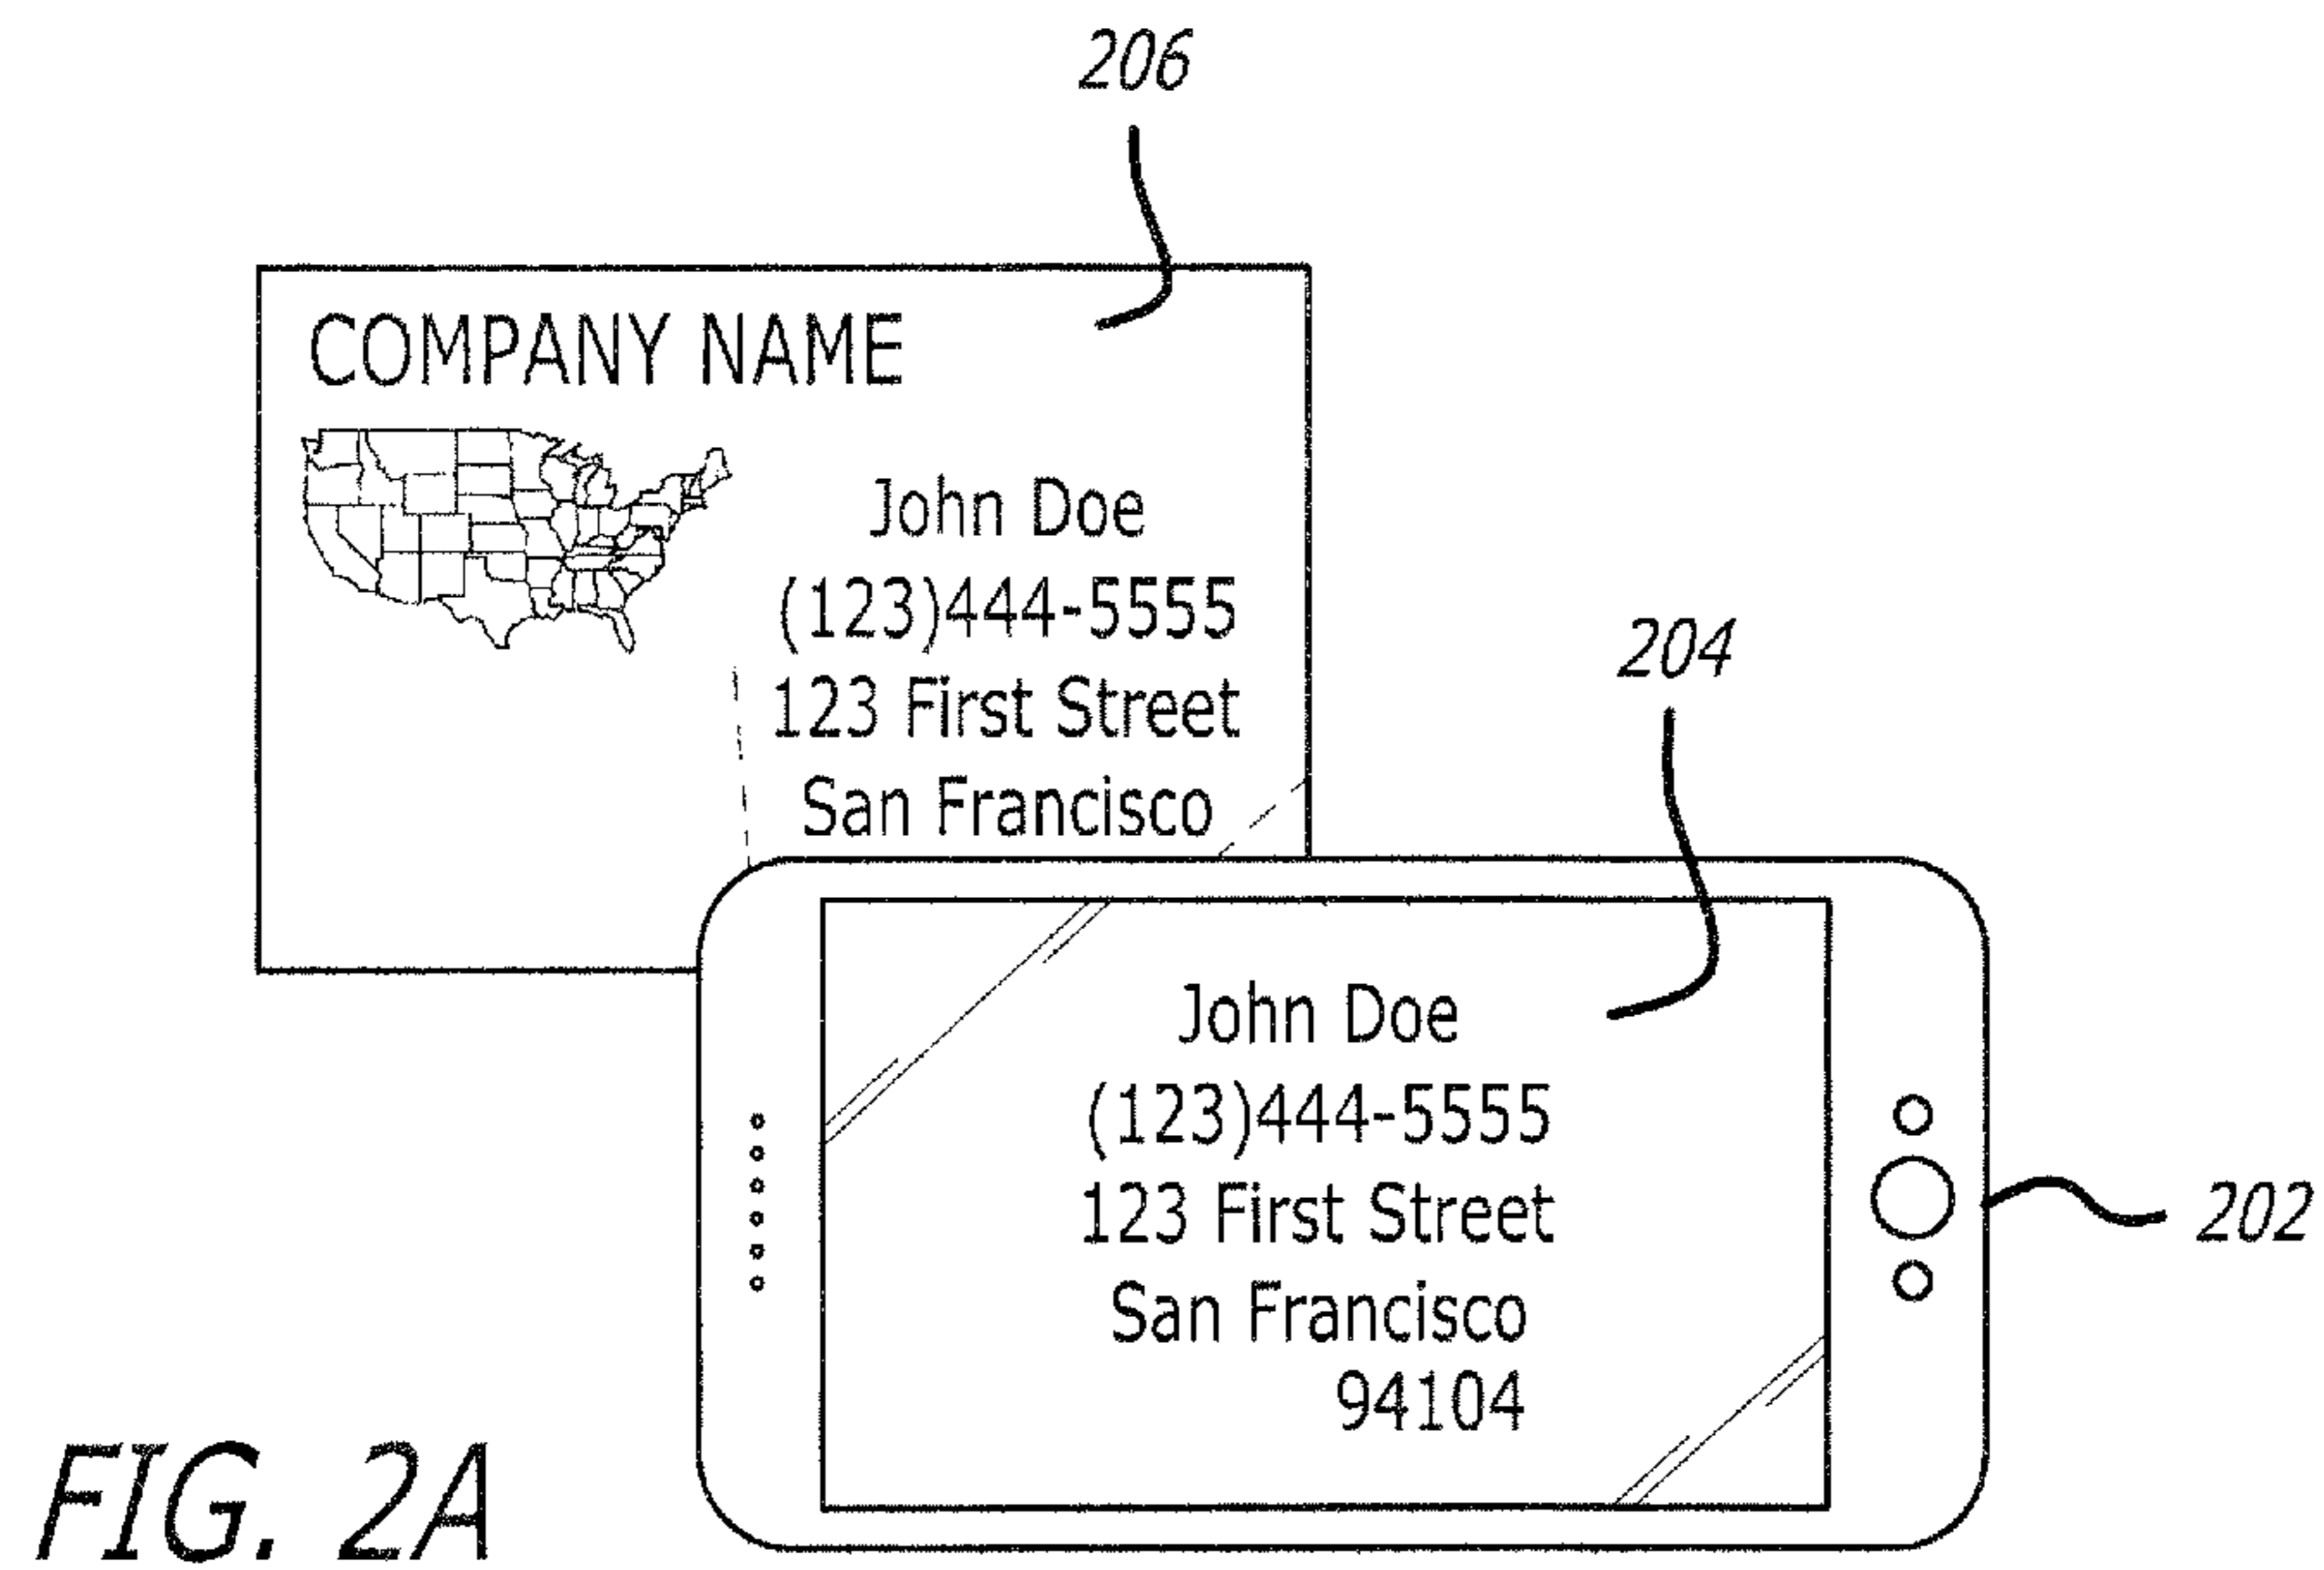 206
COMPANY NAME
John Doe
(123)444-5555
123 First Street
San Francisco
204
John Doe
(123)444-5555
123 First Street
San Francisco
94104
202
FIG. 2A